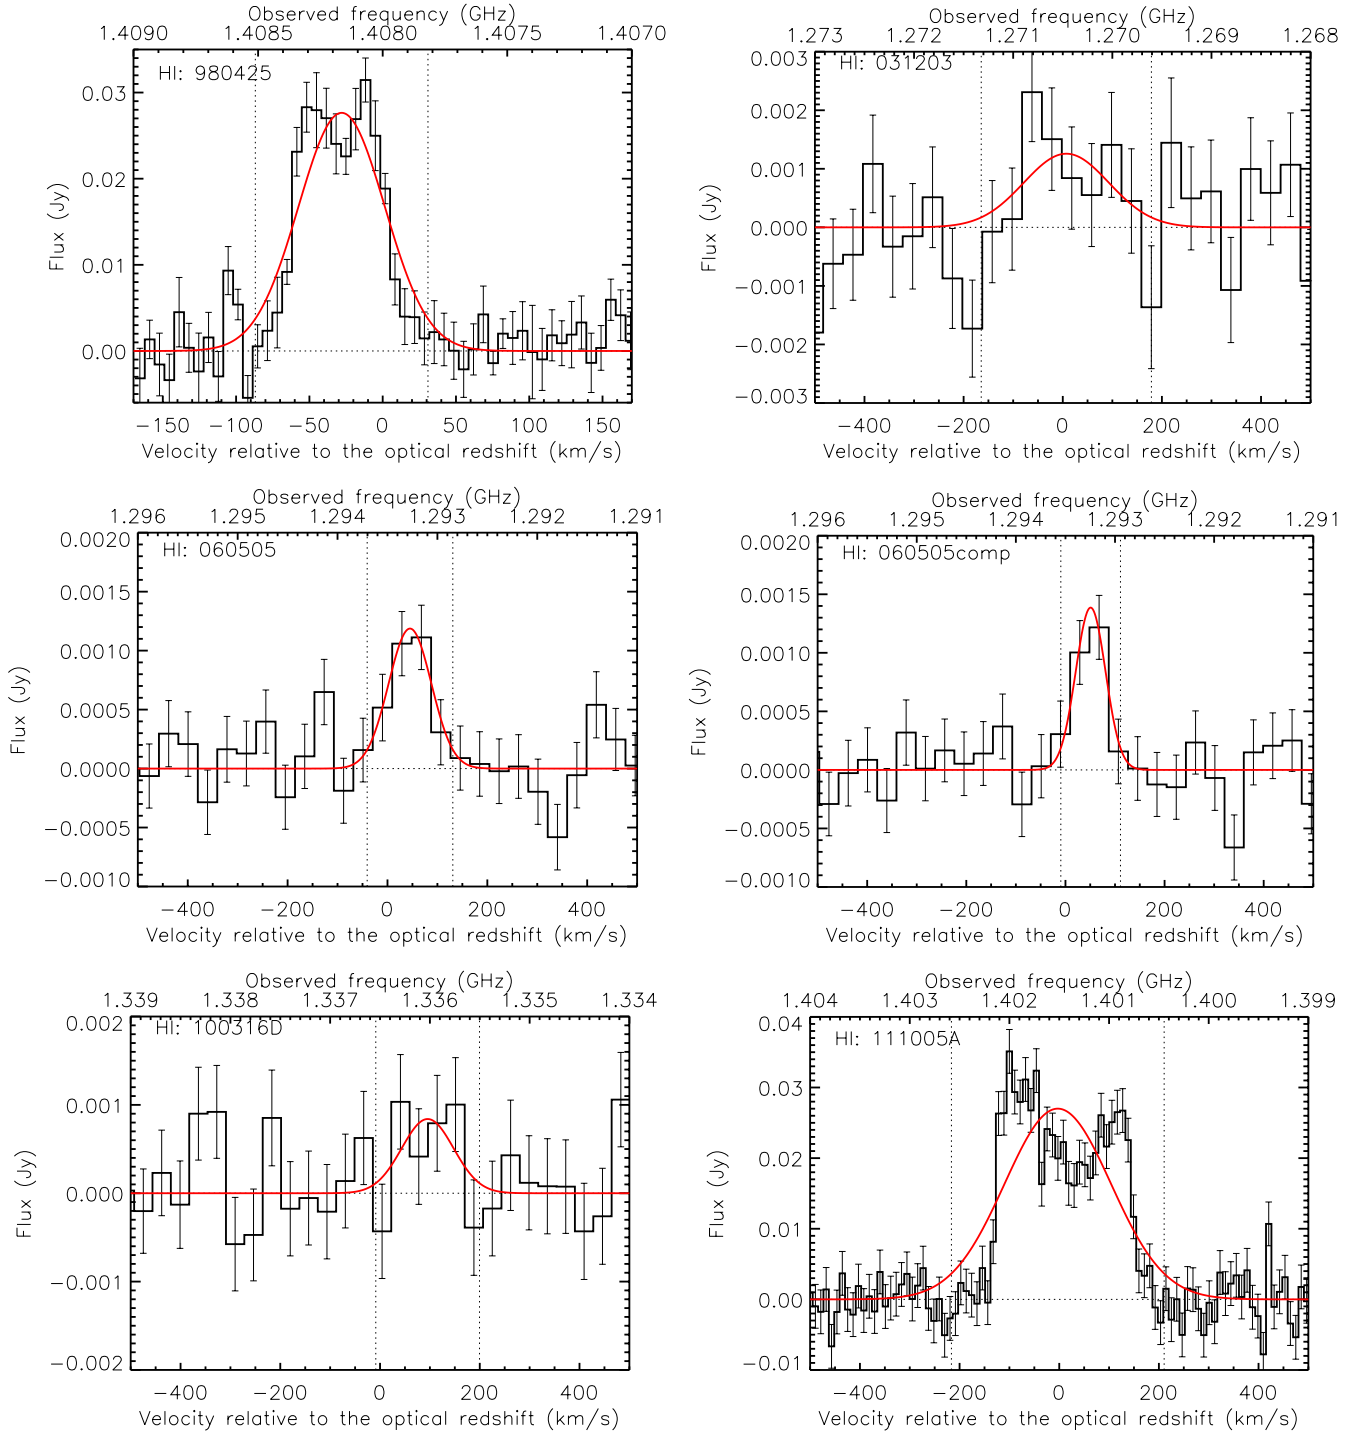 Observed frequency (GHz)
1.4090 1.4085 1.4080 1.4075 1.4070
HI: 980425
0.03
0.02
0.01
0.00
Flux (Jy)
−150 −100 −50 0 50 100 150
Velocity relative to the optical redshift (km/s)
Observed frequency (GHz)
1.273 1.272 1.271 1.270 1.269 1.268
HI: 031203
0.003
0.002
0.001
0.000
−0.001
−0.002
−0.003
Flux (Jy)
−400 −200 0 200 400
Velocity relative to the optical redshift (km/s)
Observed frequency (GHz)
1.296 1.295 1.294 1.293 1.292 1.291
HI: 060505
0.0020
0.0015
0.0010
0.0005
0.0000
−0.0005
−0.0010
Flux (Jy)
−400 −200 0 200 400
Velocity relative to the optical redshift (km/s)
Observed frequency (GHz)
1.296 1.295 1.294 1.293 1.292 1.291
HI: 060505comp
0.0020
0.0015
0.0010
0.0005
0.0000
−0.0005
−0.0010
Flux (Jy)
−400 −200 0 200 400
Velocity relative to the optical redshift (km/s)
Observed frequency (GHz)
1.339 1.338 1.337 1.336 1.335 1.334
HI: 100316D
0.002
0.001
0.000
−0.001
−0.002
Flux (Jy)
−400 −200 0 200 400
Velocity relative to the optical redshift (km/s)
Observed frequency (GHz)
1.404 1.403 1.402 1.401 1.400 1.399
HI: 111005A
0.04
0.03
0.02
0.01
0.00
−0.01
Flux (Jy)
−400 −200 0 200 400
Velocity relative to the optical redshift (km/s)